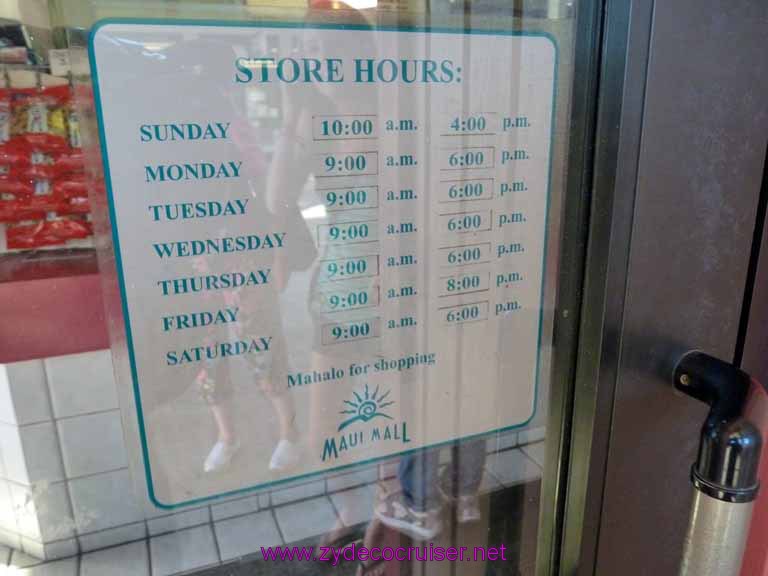 STORE HOURS:
SUNDAY 10:00 a.m. 4:00 p.m.
MONDAY 9:00 a.m. 6:00 p.m.
TUESDAY 9:00 a.m. 6:00 p.m.
WEDNESDAY 9:00 a.m. 6:00 p.m.
THURSDAY 9:00 a.m. 6:00 p.m.
FRIDAY 9:00 a.m. 8:00 p.m.
SATURDAY 9:00 a.m. 6:00 p.m.
Mahalo for shopping
MAUI MALL
www.zydecocruiser.net